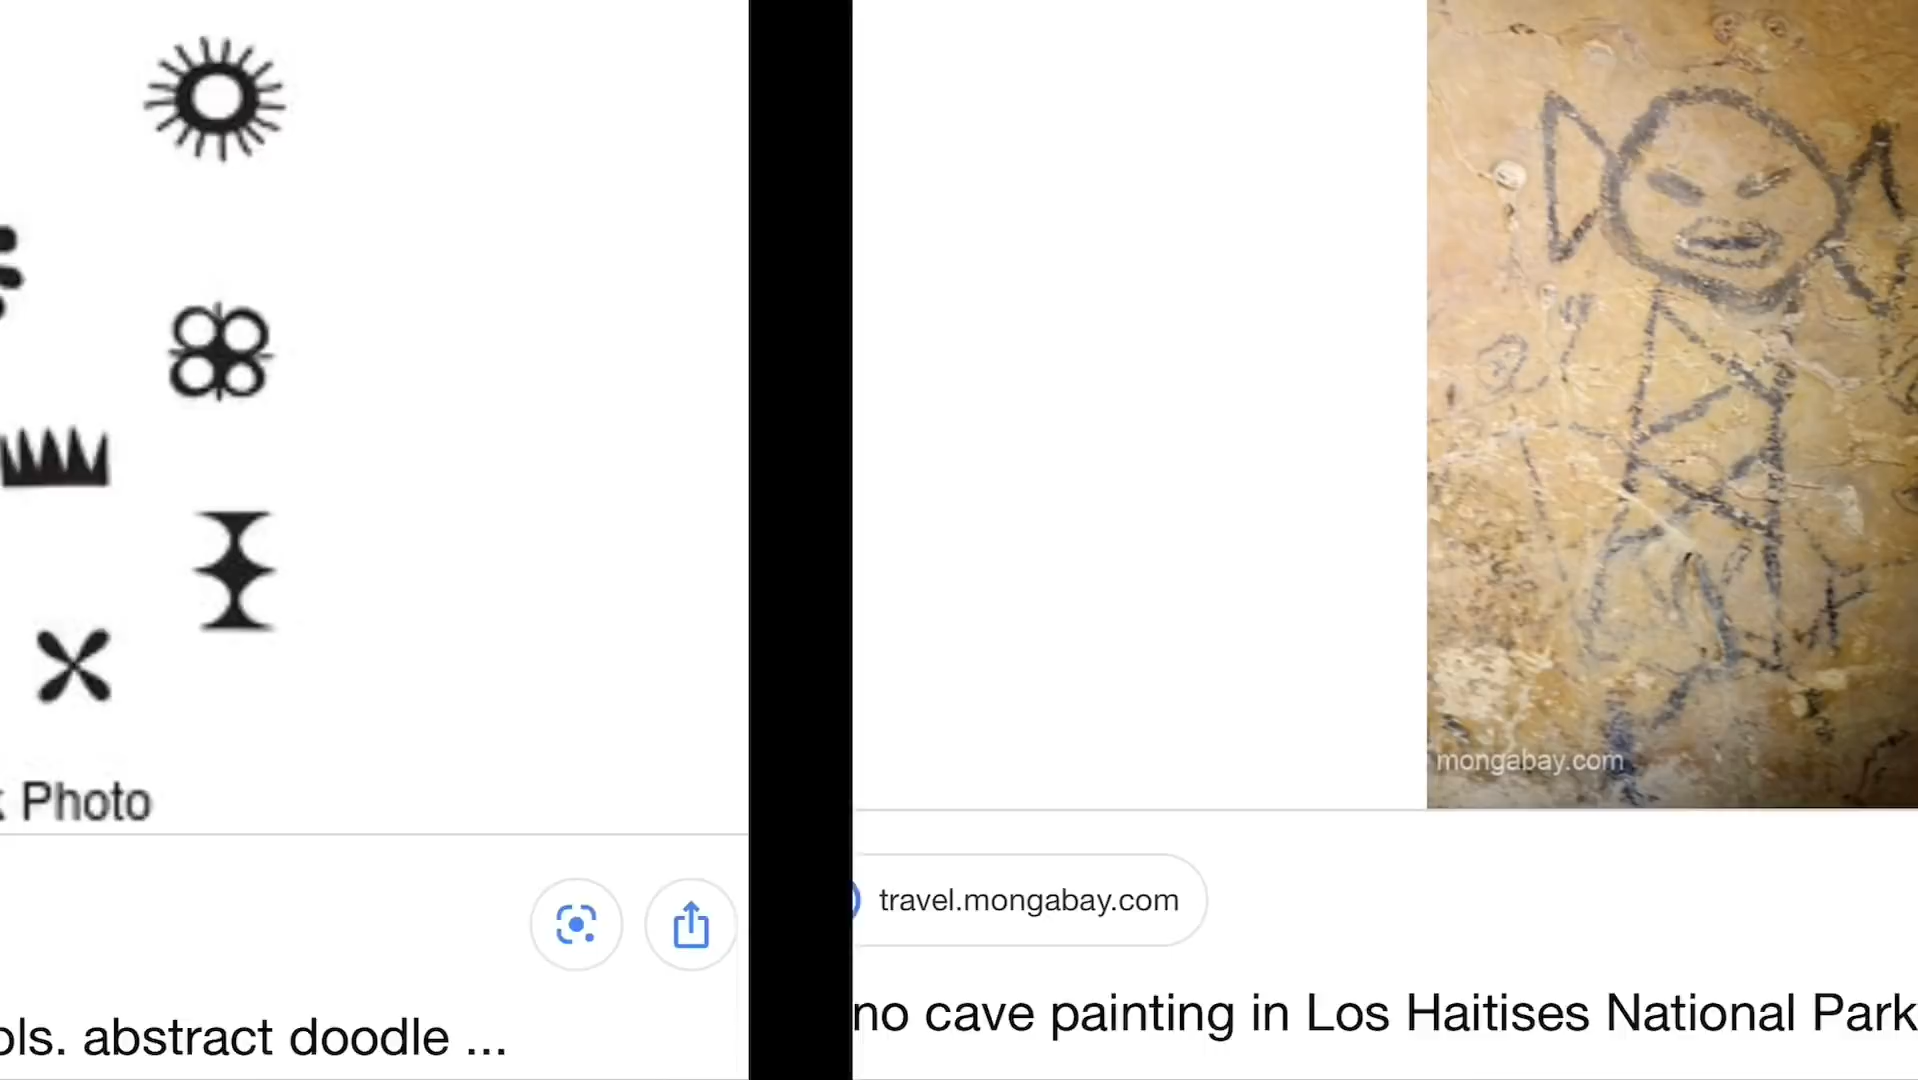 Photo
ols. abstract doodle ...
mongabay.com
travel.mongabay.com
no cave painting in Los Haitises National Park